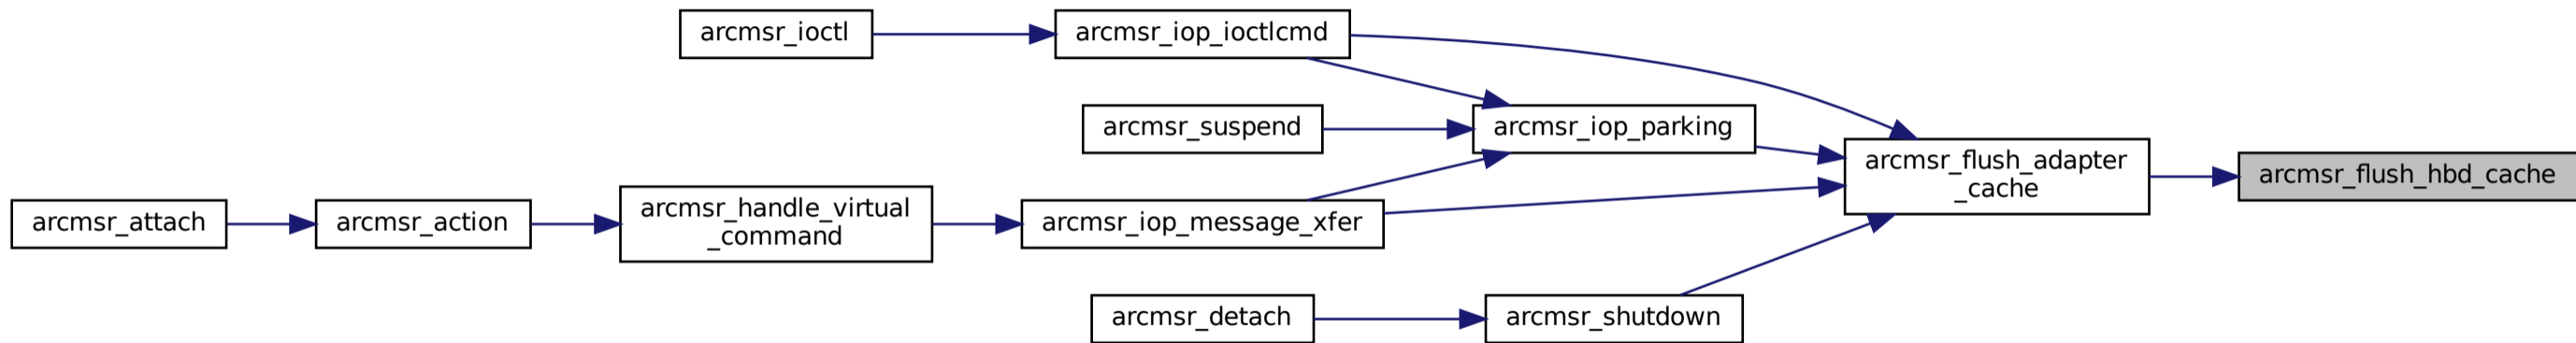 arcmsr_ioctl
arcmsr_iop_ioctlcmd
arcmsr_suspend
arcmsr_iop_parking
arcmsr_flush_adapter
_cache
arcmsr_flush_hbd_cache
arcmsr_attach
arcmsr_action
arcmsr_handle_virtual
_command
arcmsr_iop_message_xfer
arcmsr_detach
arcmsr_shutdown